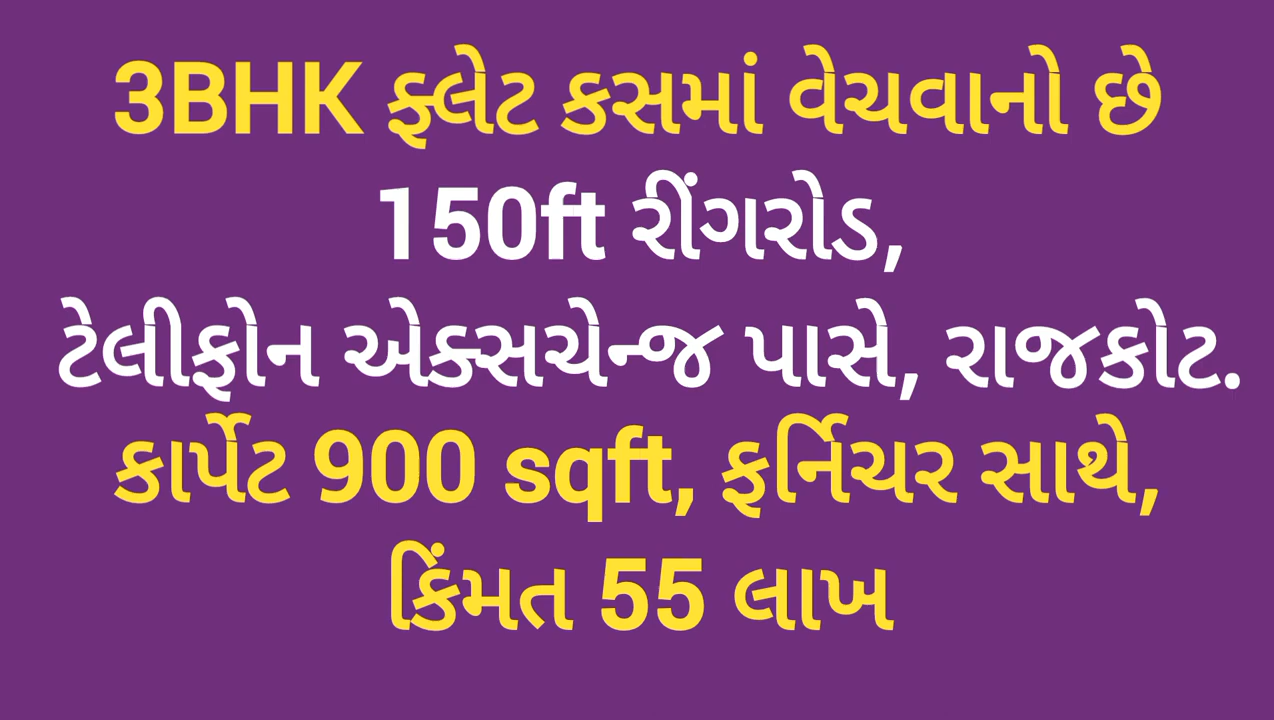 3BHK ફ્લેટ કસમાં વેચવાનો છે
150ft રીંગરોડ,
ટેલીફોન એક્સચેન્જ પાસે, રાજકોટ.
કાર્પેટ 900 sqft, ફર્નિચર સાથે,
કિંમત 55 લાખ